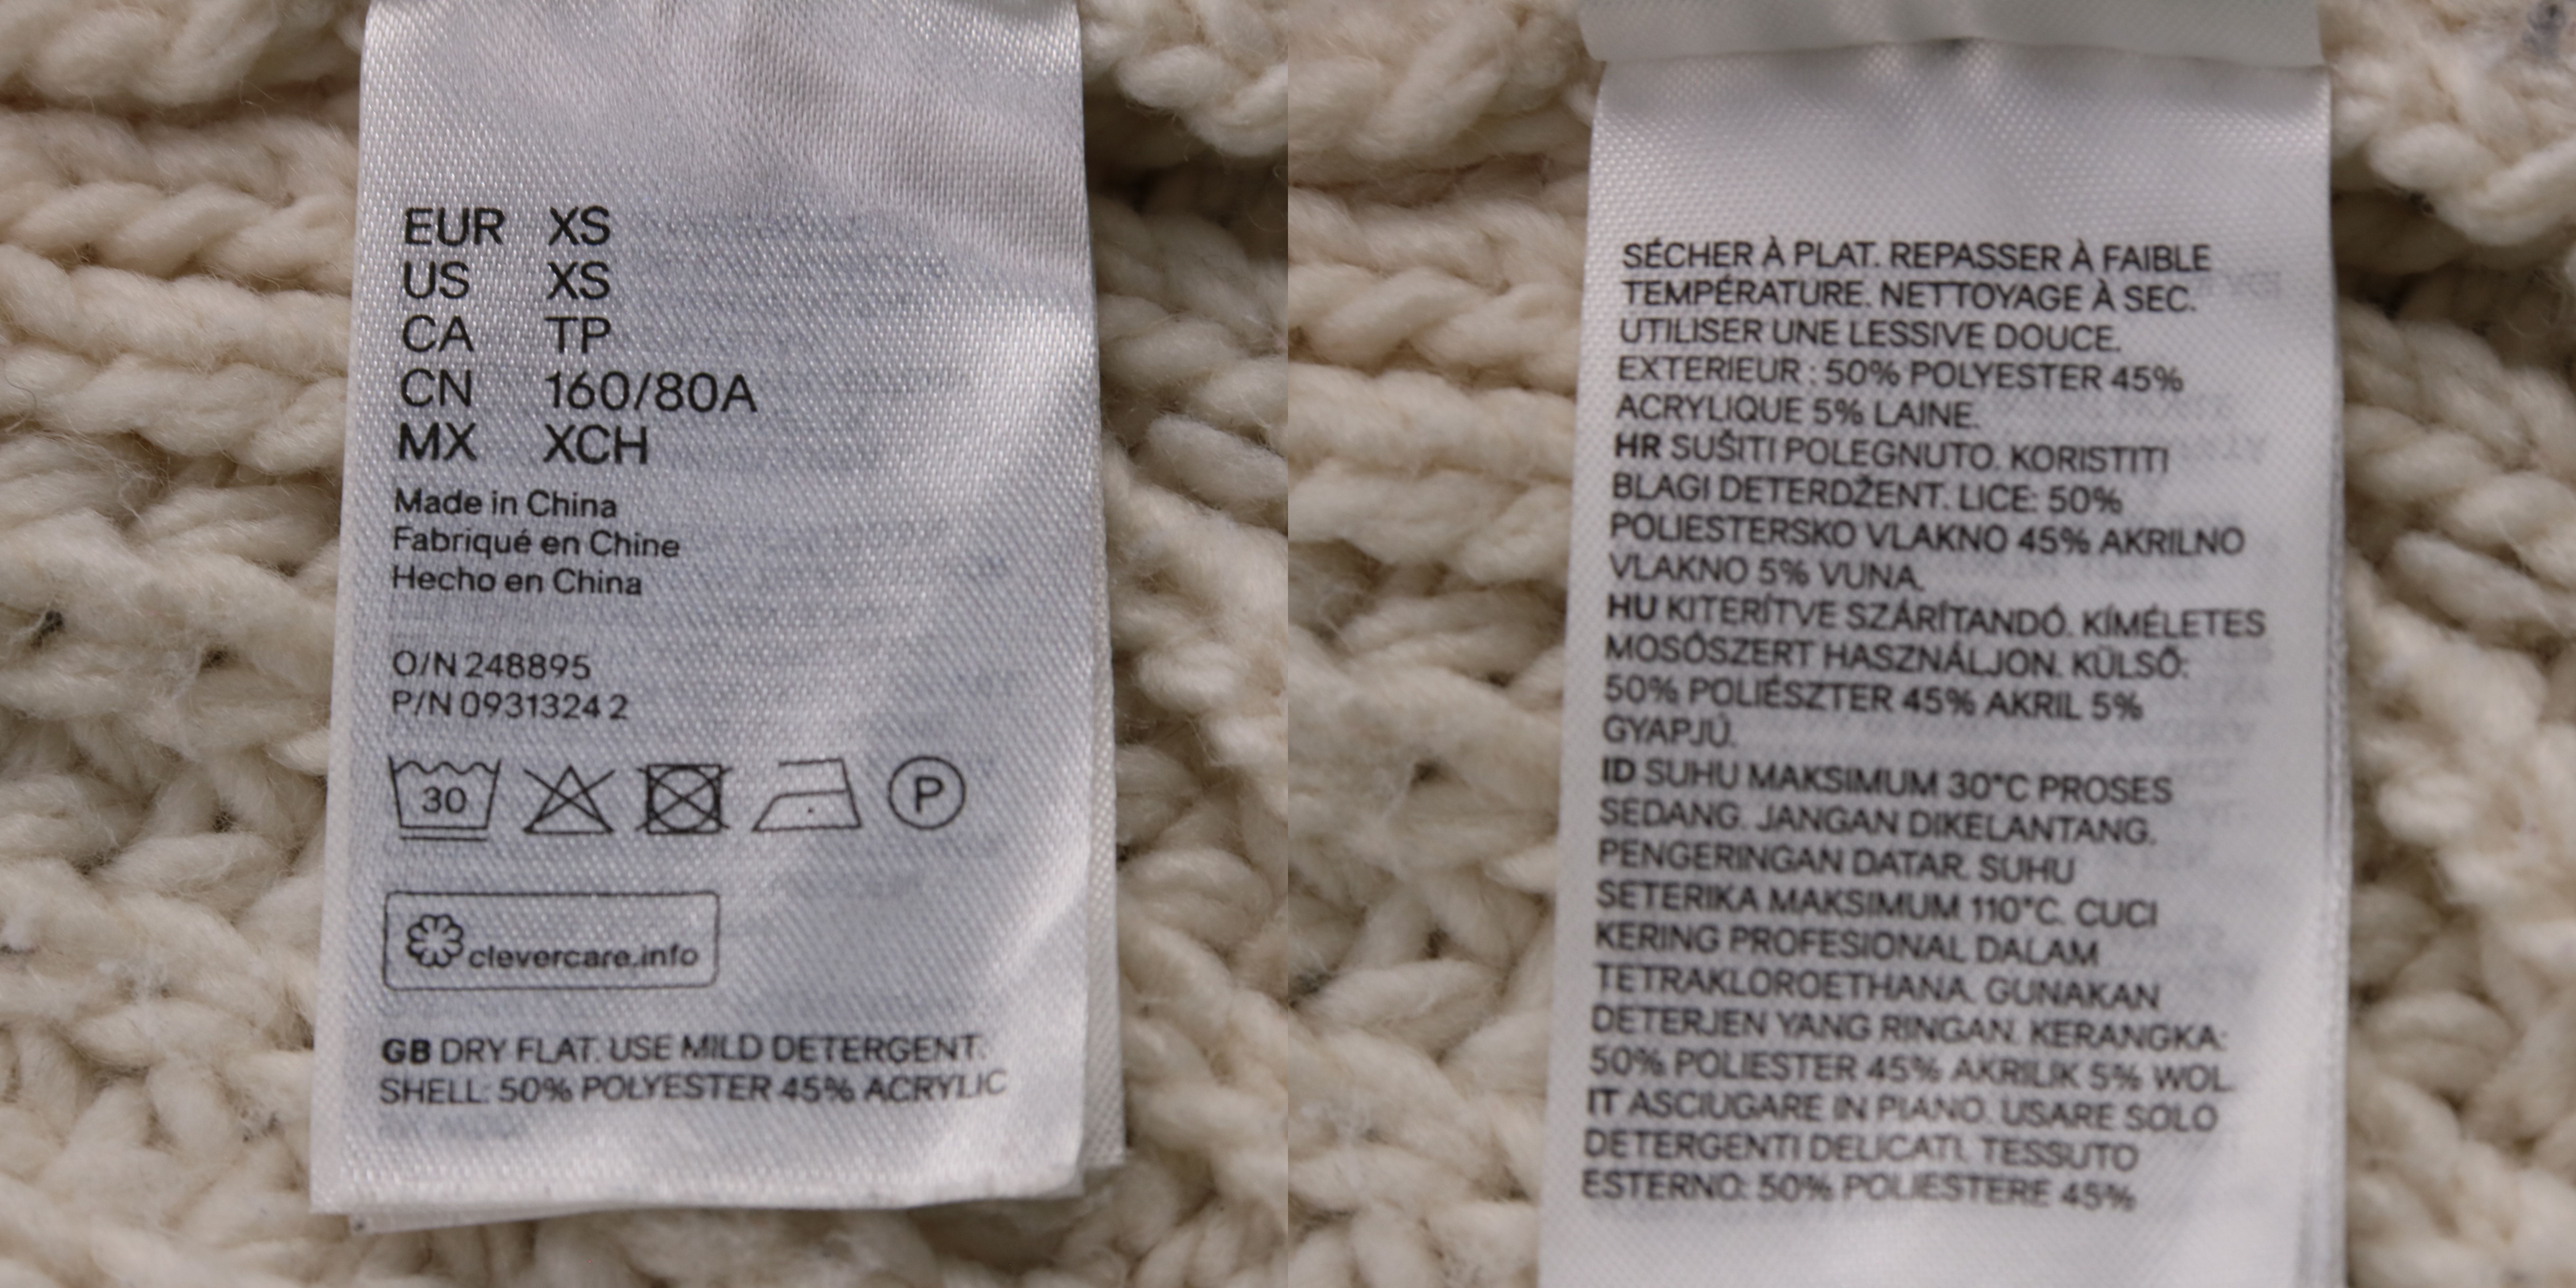 EUR XS
US XS
CA TP
CN 160/80A
MX XCH
Made in China
Fabriqué en Chine
Hecho en China
O/N 248895
P/N 0931324 2
30
P
clevercare.info
GB DRY FLAT. USE MILD DETERGENT.
SHELL: 50% POLYESTER 45% ACRYLIC
SÉCHER À PLAT. REPASSER À FAIBLE
TEMPÉRATURE. NETTOYAGE À SEC.
UTILISER UNE LESSIVE DOUCE.
EXTERIEUR : 50% POLYESTER 45%
ACRYLIQUE 5% LAINE.
HR SUŠITI POLEGNUTO. KORISTITI
BLAGI DETERDŽENT. LICE: 50%
POLIESTERSKO VLAKNO 45% AKRILNO
VLAKNO 5% VUNA.
HU KITERÍTVE SZÁRÍTANDÓ. KÍMÉLETES
MOSÓSZERT HASZNÁLJON. KÜLSŐ:
50% POLIÉSZTER 45% AKRIL 5%
GYAPJÚ.
ID SUHU MAKSIMUM 30°C PROSES
SEDANG. JANGAN DIKELANTANG.
PENGERINGAN DATAR. SUHU
SETERIKA MAKSIMUM 110°C. CUCI
KERING PROFESIONAL DALAM
TETRAKLOROETHANA. GUNAKAN
DETERJEN YANG RINGAN. KERANGKA:
50% POLIESTER 45% AKRILIK 5% WOL.
IT ASCIUGARE IN PIANO. USARE SOLO
DETERGENTI DELICATI. TESSUTO
ESTERNO: 50% POLIESTERE 45%